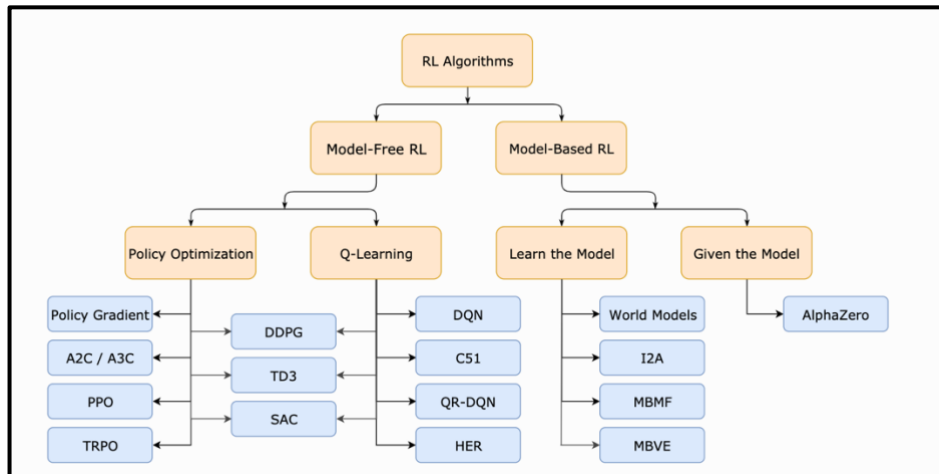 RL Algorithms
Model-Free RL
Model-Based RL
Policy Optimization
Q-Learning
Learn the Model
Given the Model
Policy Gradient
DDPG
DQN
World Models
AlphaZero
A2C / A3C
TD3
C51
I2A
PPO
SAC
QR-DQN
MBMF
TRPO
HER
MBVE